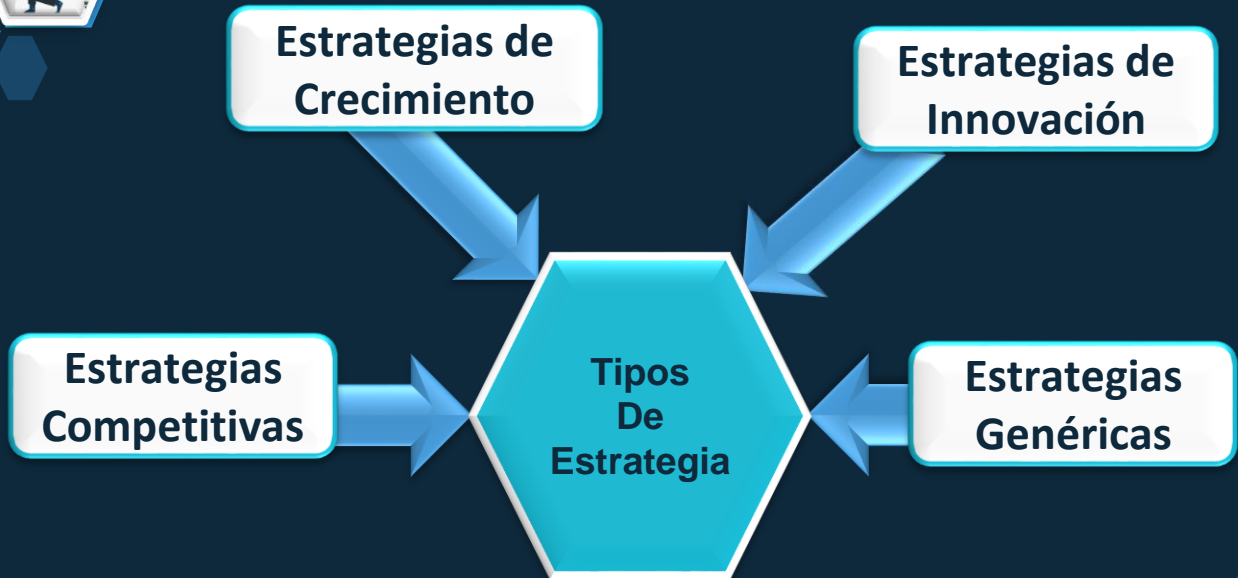 Estrategias de
Crecimiento
Estrategias de
Innovación
Estrategias
Competitivas
Tipos
De
Estrategia
Estrategias
Genéricas